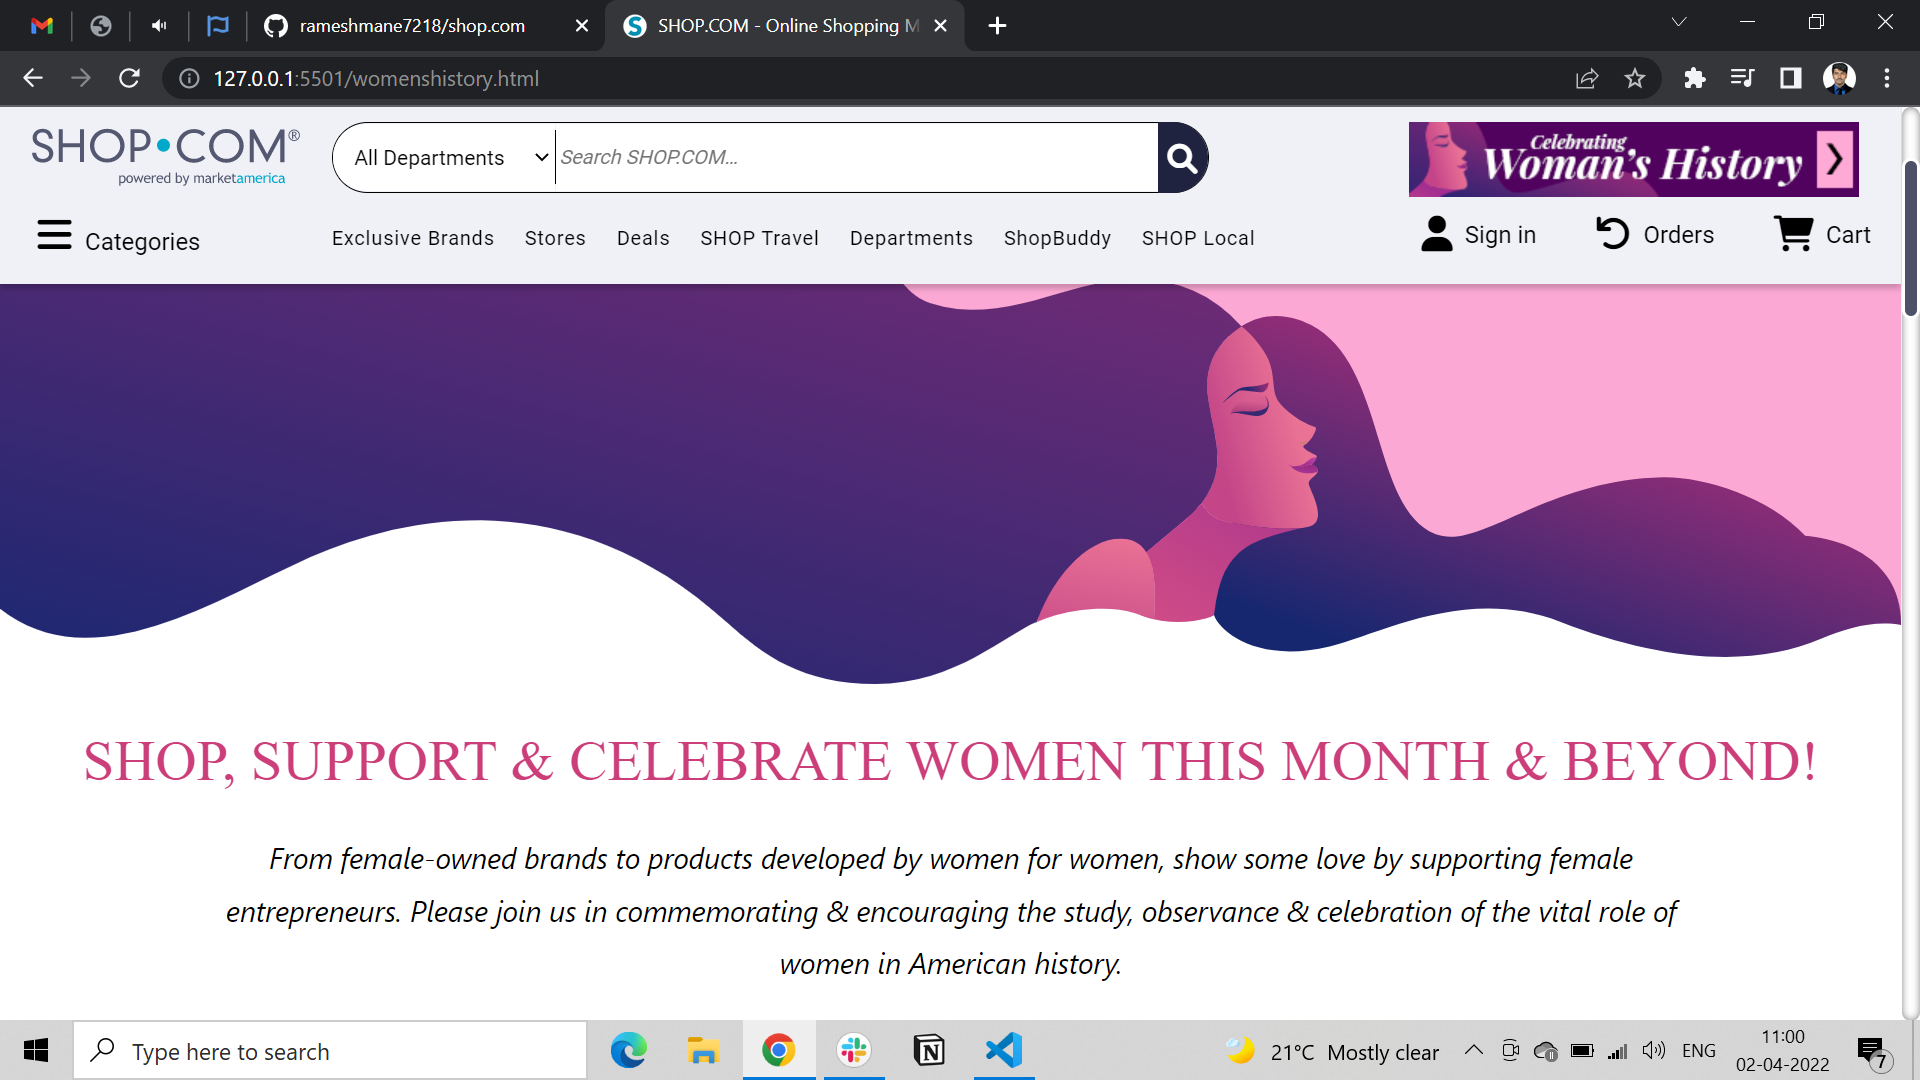 rameshmane7218/shop.com
SHOP.COM - Online Shopping M
127.0.0.1:5501/womenshistory.html
SHOP•COM®
powered by marketamerica
All Departments
Search SHOP.COM...
Celebrating
Woman's History
Categories
Exclusive Brands
Stores
Deals
SHOP Travel
Departments
ShopBuddy
SHOP Local
Sign in
Orders
Cart
SHOP, SUPPORT & CELEBRATE WOMEN THIS MONTH & BEYOND!
From female-owned brands to products developed by women for women, show some love by supporting female
entrepreneurs. Please join us in commemorating & encouraging the study, observance & celebration of the vital role of
women in American history.
Type here to search
21°C Mostly clear
ENG
11:00
02-04-2022
7